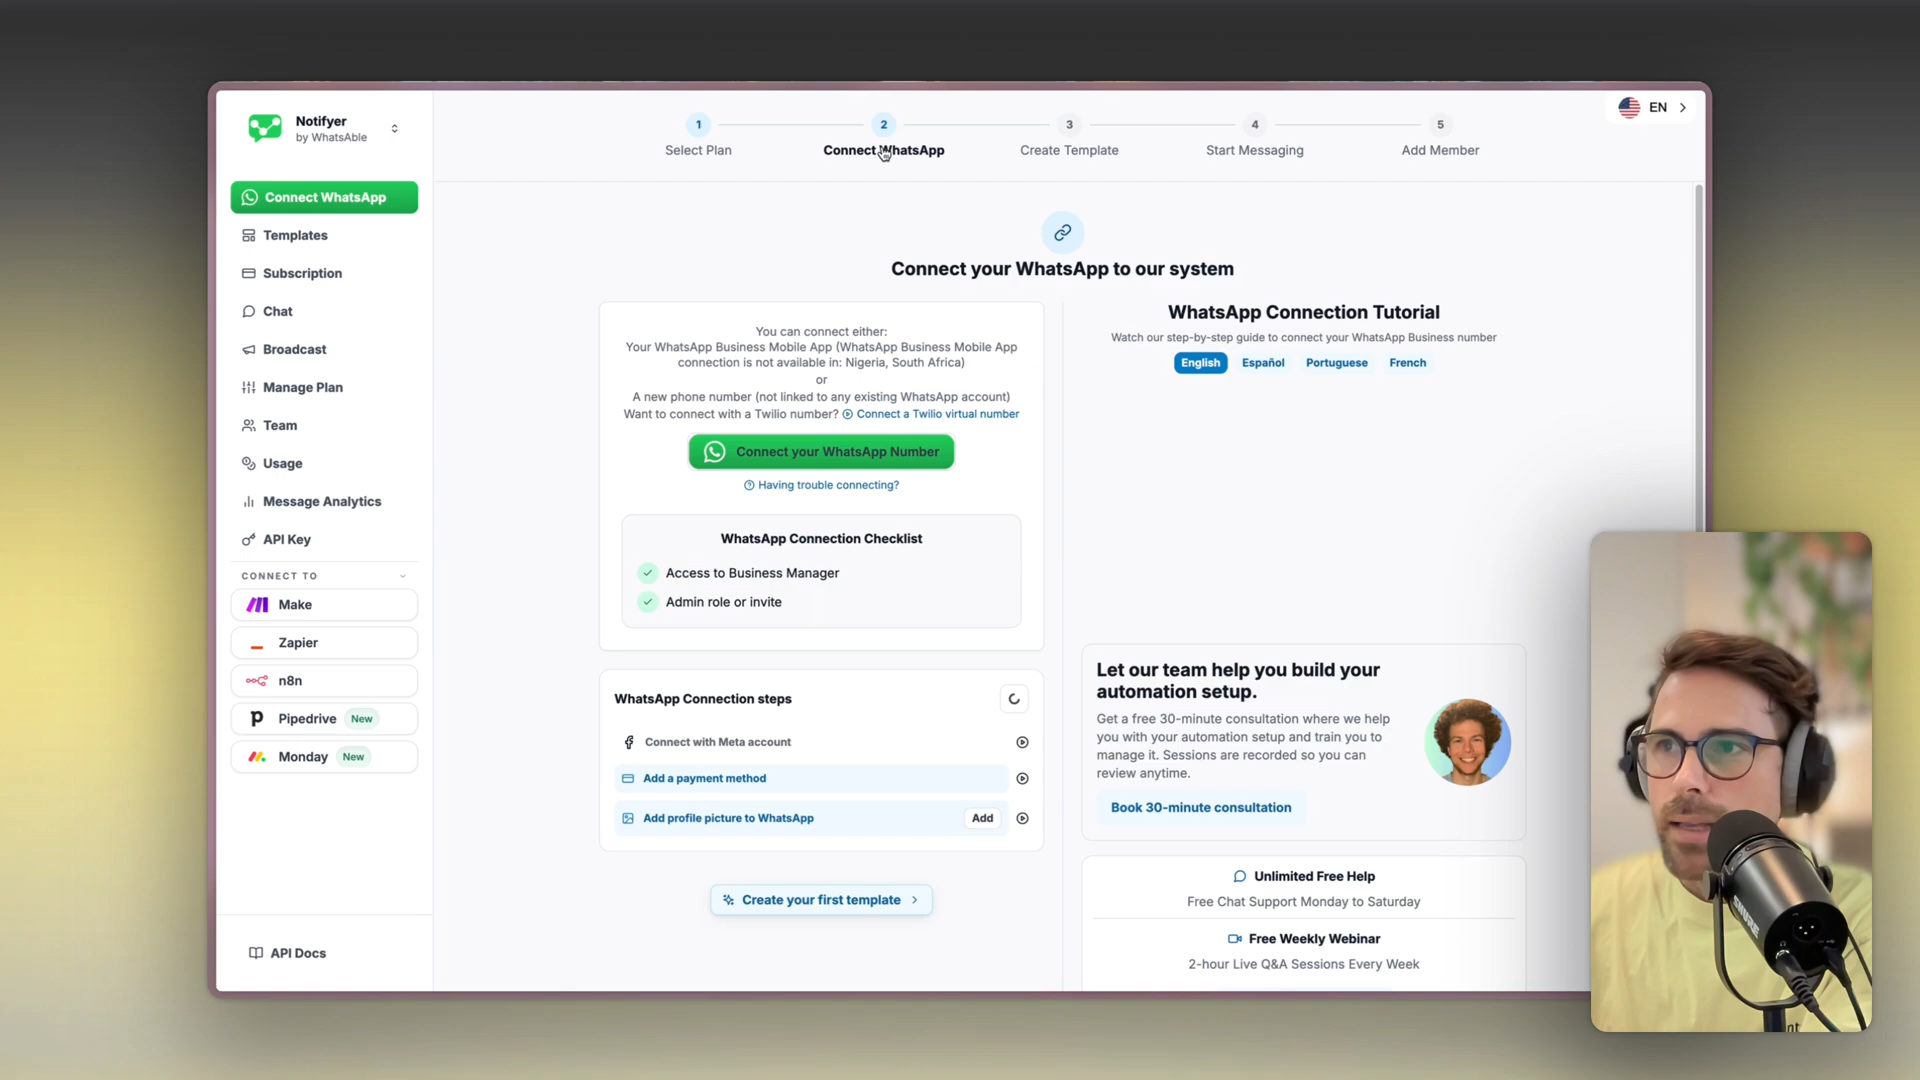 Notifyer
by WhatsAble
Connect WhatsApp
Templates
Subscription
Chat
Broadcast
Manage Plan
Team
Usage
Message Analytics
API Key
CONNECT TO
Make
Zapier
n8n
Pipedrive New
Monday New
API Docs
1
Select Plan
2
Connect WhatsApp
3
Create Template
4
Start Messaging
5
Add Member
EN
Connect your WhatsApp to our system
You can connect either:
Your WhatsApp Business Mobile App (WhatsApp Business Mobile App
connection is not available in: Nigeria, South Africa)
or
A new phone number (not linked to any existing WhatsApp account)
Want to connect with a Twilio number? Connect a Twilio virtual number
Connect your WhatsApp Number
Having trouble connecting?
WhatsApp Connection Checklist
Access to Business Manager
Admin role or invite
WhatsApp Connection steps
Connect with Meta account
Add a payment method
Add profile picture to WhatsApp Add
Create your first template
WhatsApp Connection Tutorial
Watch our step-by-step guide to connect your WhatsApp Business number
English Español Portuguese French
Let our team help you build your
automation setup.
Get a free 30-minute consultation where we help
you with your automation setup and train you to
manage it. Sessions are recorded so you can
review anytime.
Book 30-minute consultation
Unlimited Free Help
Free Chat Support Monday to Saturday
Free Weekly Webinar
2-hour Live Q&A Sessions Every Week
SHURE